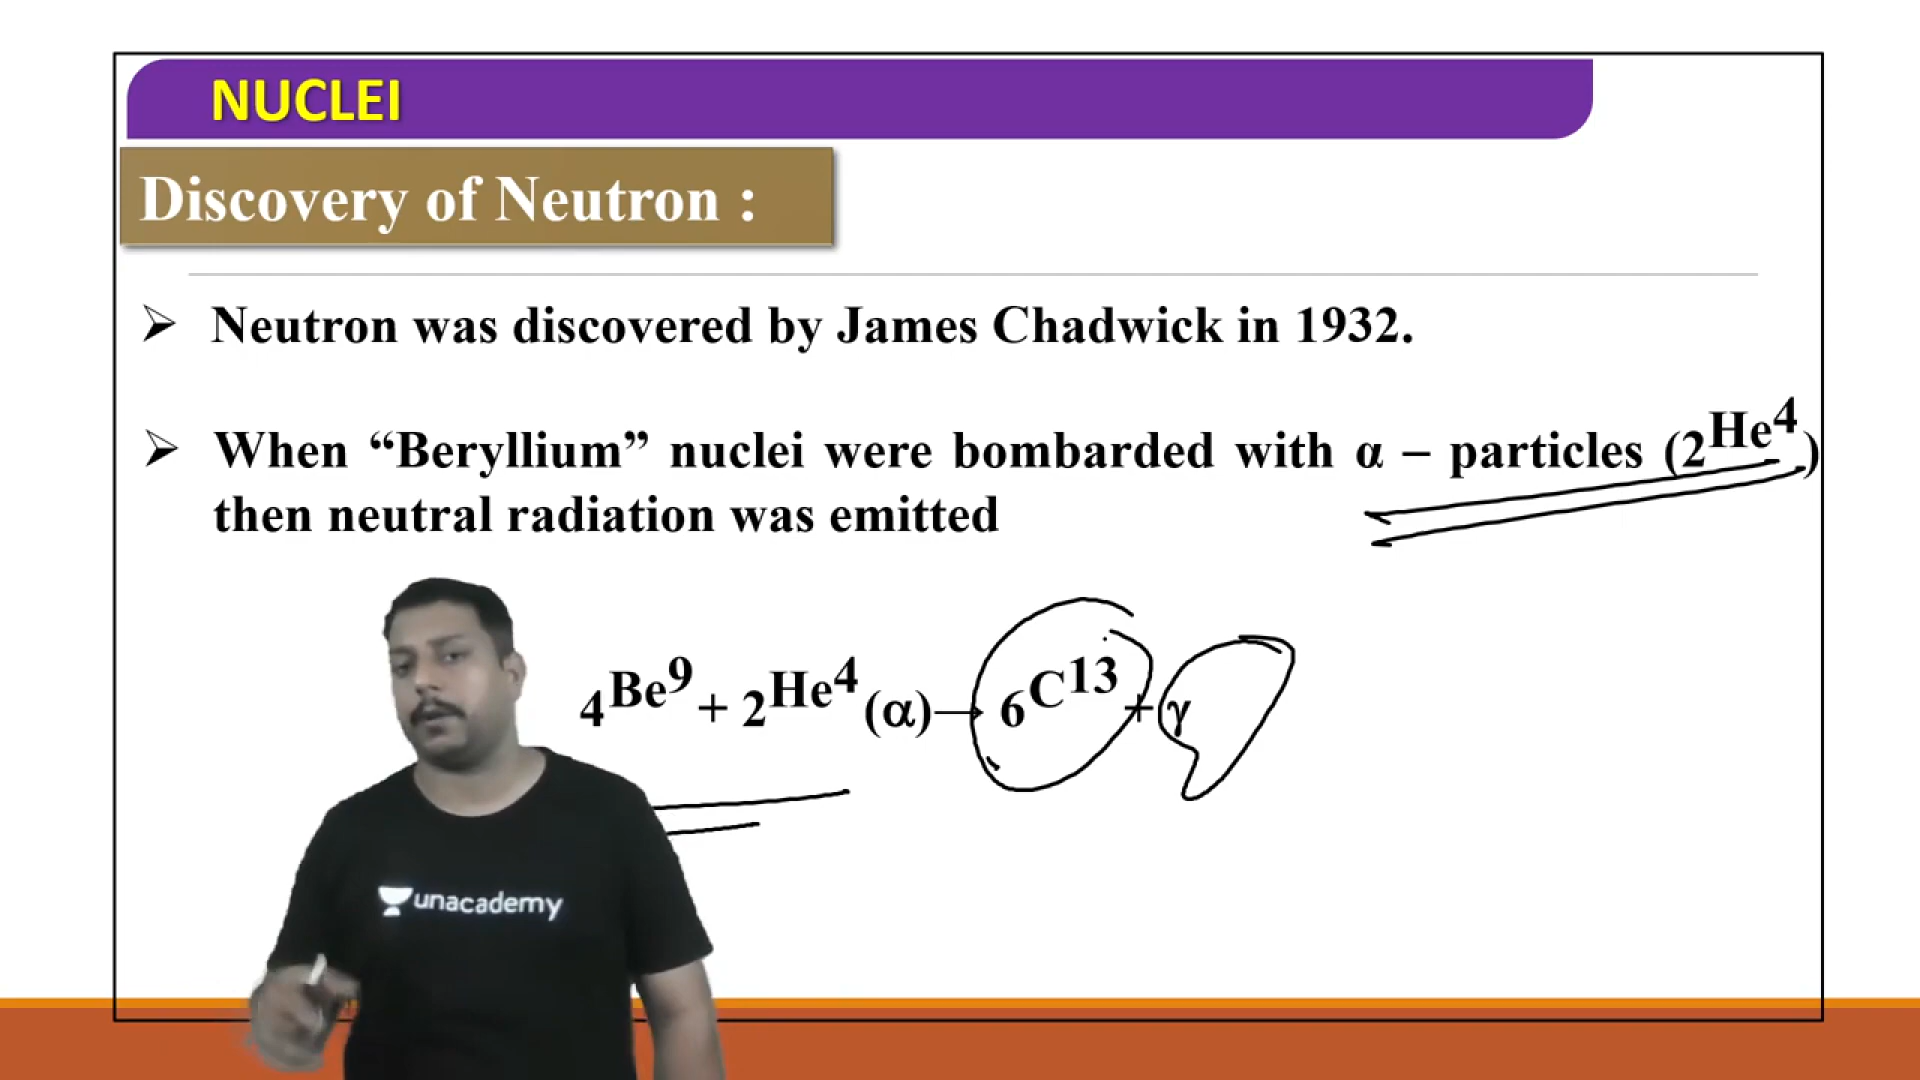 NUCLEI
Discovery of Neutron :
➢ Neutron was discovered by James Chadwick in 1932.
➢ When “Beryllium” nuclei were bombarded with α – particles (₂He⁴)
then neutral radiation was emitted
₄Be⁹ + ₂He⁴ (α) → ₆C¹³ + γ
unacademy